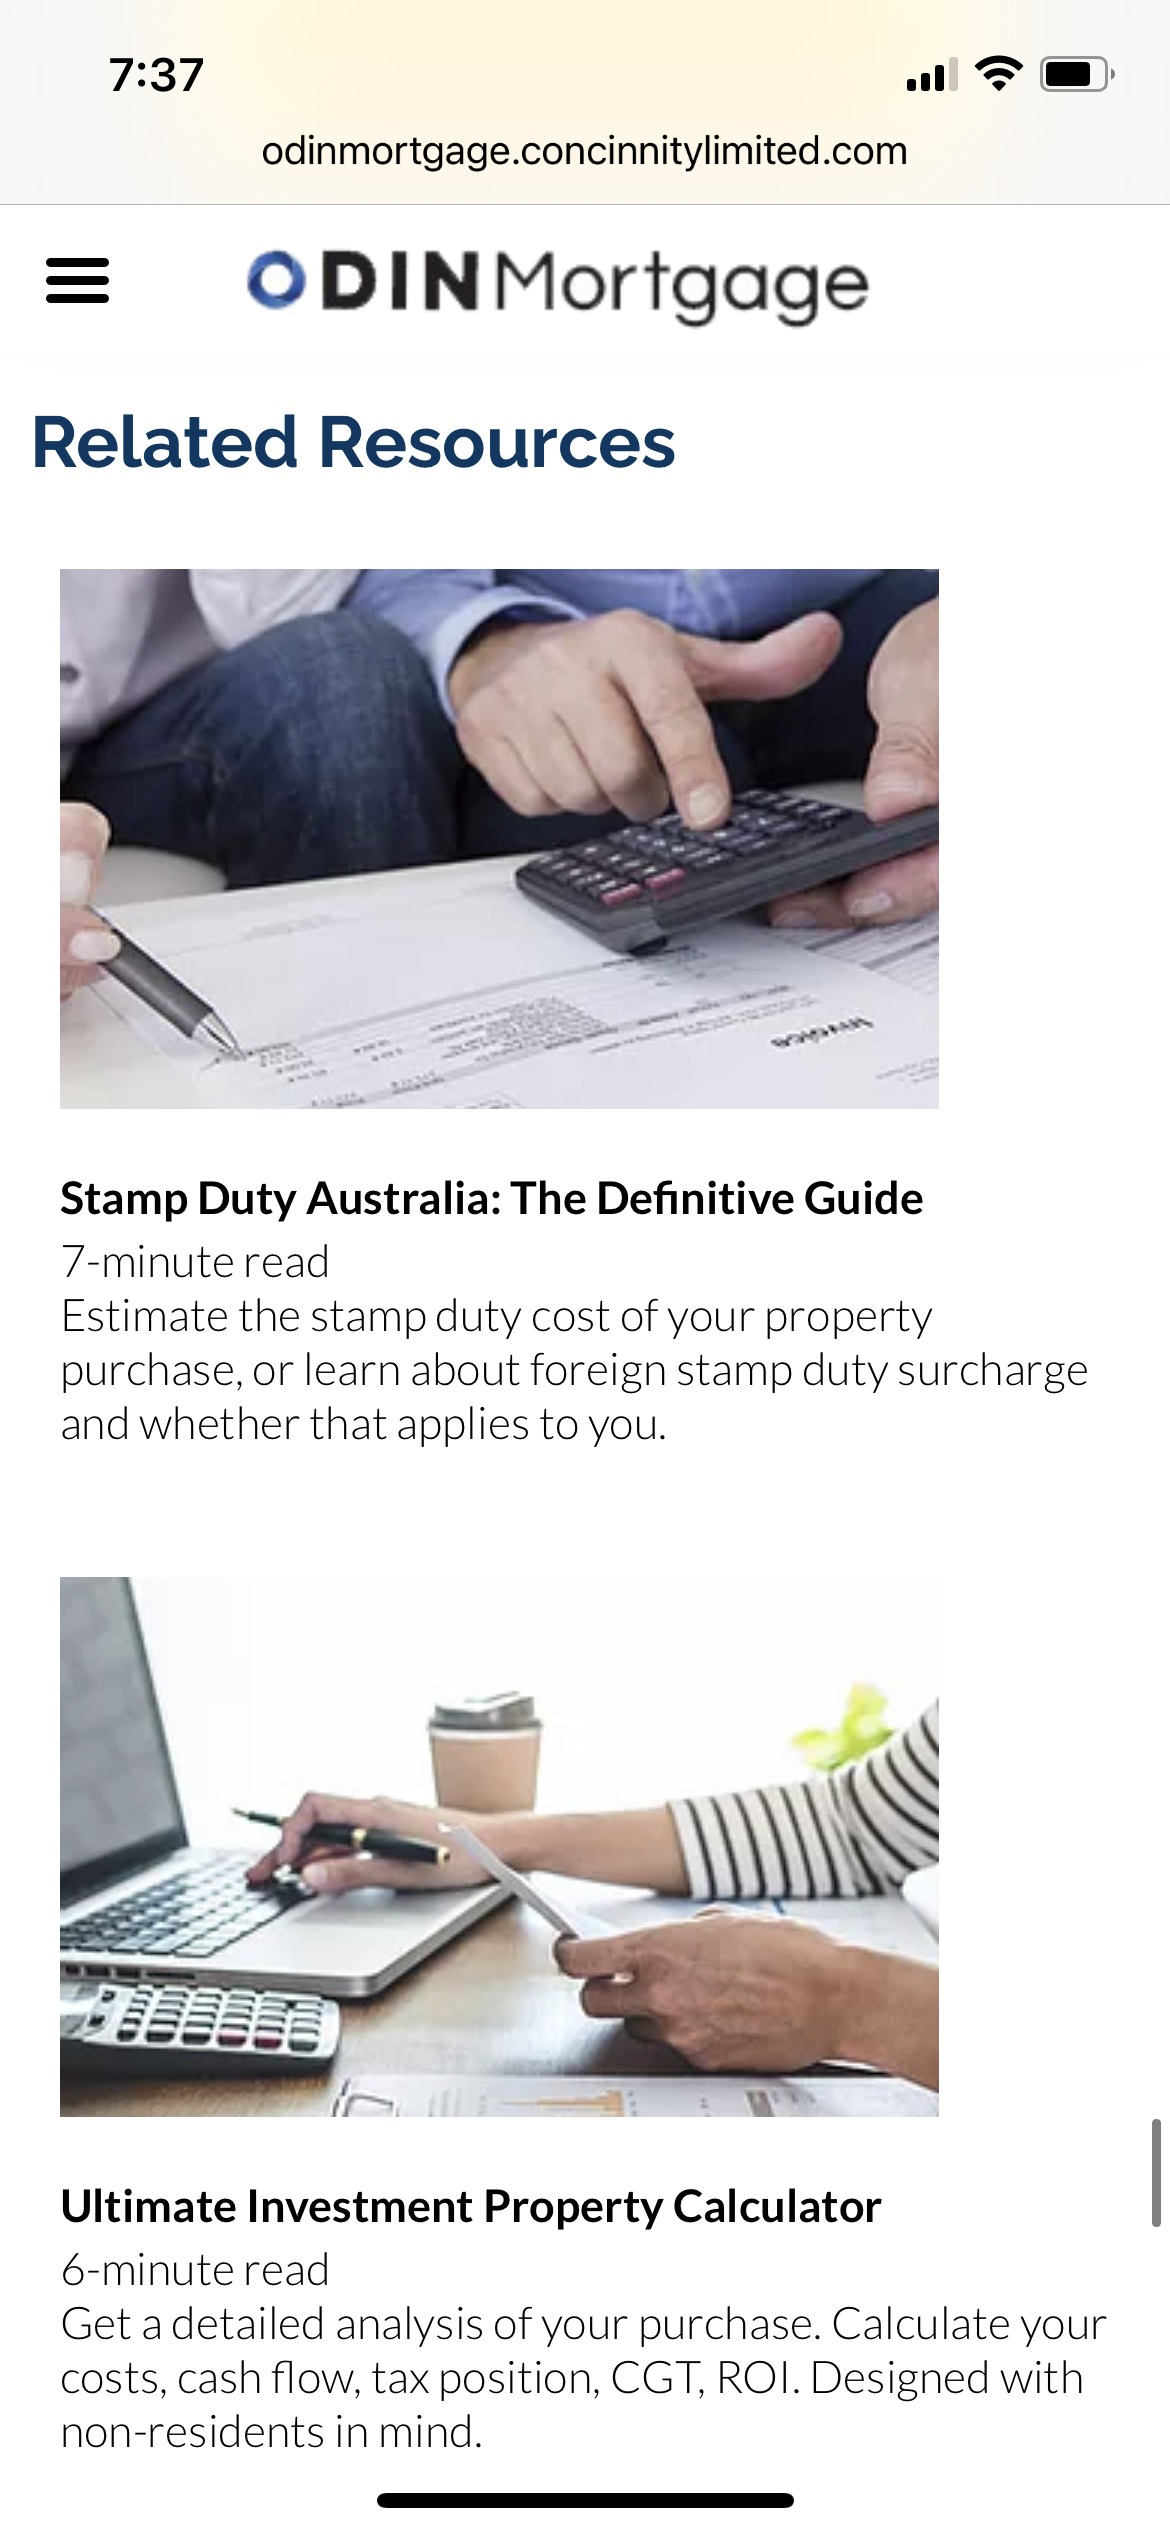 7:37
odinmortgage.concinnitylimited.com
ODINMortgage
Related Resources
Invoice
Stamp Duty Australia: The Definitive Guide
7-minute read
Estimate the stamp duty cost of your property
purchase, or learn about foreign stamp duty surcharge
and whether that applies to you.
Ultimate Investment Property Calculator
6-minute read
Get a detailed analysis of your purchase. Calculate your
costs, cash flow, tax position, CGT, ROI. Designed with
non-residents in mind.